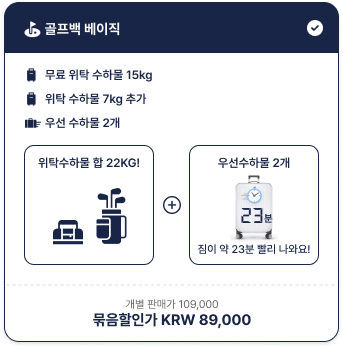 골프백 베이직
무료 위탁 수하물 15kg
위탁 수하물 7kg 추가
우선 수하물 2개
위탁수하물 합 22KG!
우선수하물 2개
23분
짐이 약 23분 빨리 나와요!
개별 판매가 109,000
묶음할인가 KRW 89,000